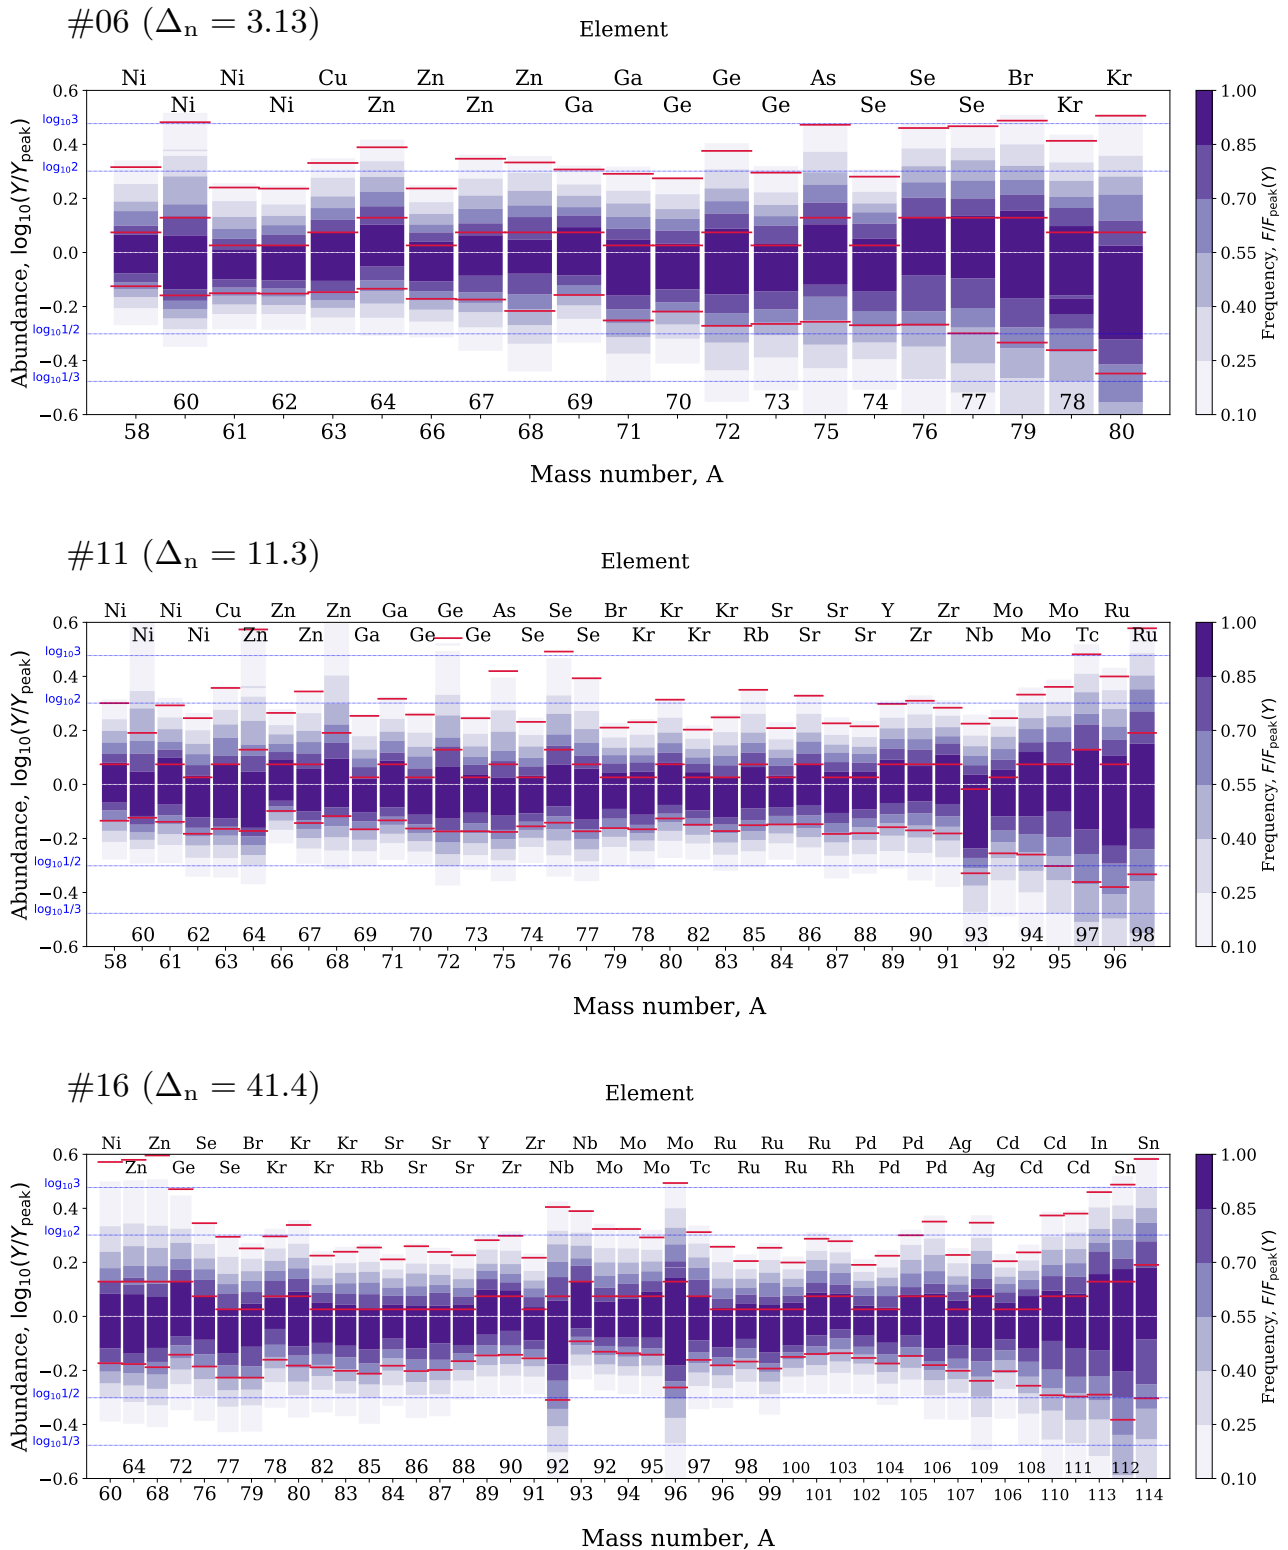 #06 (Δn = 3.13)
Element
Ni Ni Cu Zn Zn Ga Ge As Se Br Kr
Ni Ni Zn Zn Ga Ge Ge Se Se Kr
Abundance, log10(Y/Ypeak)
0.6
0.4
0.2
0.0
−0.2
−0.4
−0.6
log103
log102
log101/2
log101/3
60 62 64 67 69 70 73 74 77 78
58 61 63 66 68 71 72 75 76 79 80
Mass number, A
1.00
0.85
0.70
0.55
0.40
0.25
0.10
Frequency, F/Fpeak(Y)
#11 (Δn = 11.3)
Element
Ni Ni Cu Zn Zn Ga Ge As Se Br Kr Kr Sr Sr Y Zr Mo Mo Ru
Ni Ni Zn Zn Ga Ge Ge Se Se Kr Kr Rb Sr Sr Zr Nb Mo Tc Ru
Abundance, log10(Y/Ypeak)
0.6
0.4
0.2
0.0
−0.2
−0.4
−0.6
log103
log102
log101/2
log101/3
60 62 64 67 69 70 73 74 77 78 82 85 86 88 90 93 94 97 98
58 61 63 66 68 71 72 75 76 79 80 83 84 87 89 91 92 95 96
Mass number, A
1.00
0.85
0.70
0.55
0.40
0.25
0.10
Frequency, F/Fpeak(Y)
#16 (Δn = 41.4)
Element
Ni Zn Se Br Kr Kr Sr Sr Y Zr Nb Mo Mo Ru Ru Ru Pd Pd Ag Cd Cd In Sn
Zn Ge Se Kr Kr Rb Sr Sr Zr Nb Mo Mo Tc Ru Ru Rh Pd Pd Ag Cd Cd Sn
Abundance, log10(Y/Ypeak)
0.6
0.4
0.2
0.0
−0.2
−0.4
−0.6
log103
log102
log101/2
log101/3
64 72 77 78 82 85 86 88 90 92 92 95 97 98 100 103 104 106 109 108 111 112
60 68 76 79 80 83 84 87 89 91 93 94 96 96 99 101 102 105 107 106 110 113 114
Mass number, A
1.00
0.85
0.70
0.55
0.40
0.25
0.10
Frequency, F/Fpeak(Y)